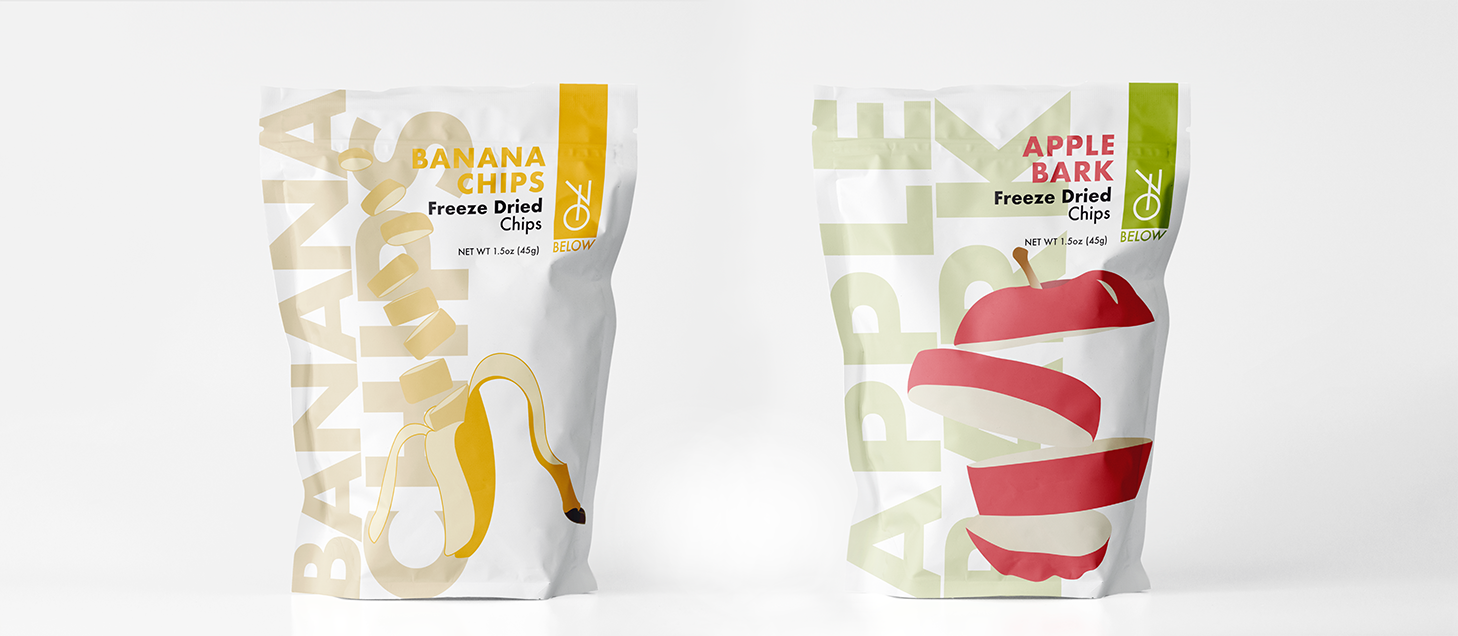 BANANA
CHIPS
BANANA
CHIPS
Freeze Dried
Chips
NET WT 1.5oz (45g)
BELOW
APPLE
BARK
APPLE
BARK
Freeze Dried
Chips
NET WT 1.5oz (45g)
BELOW